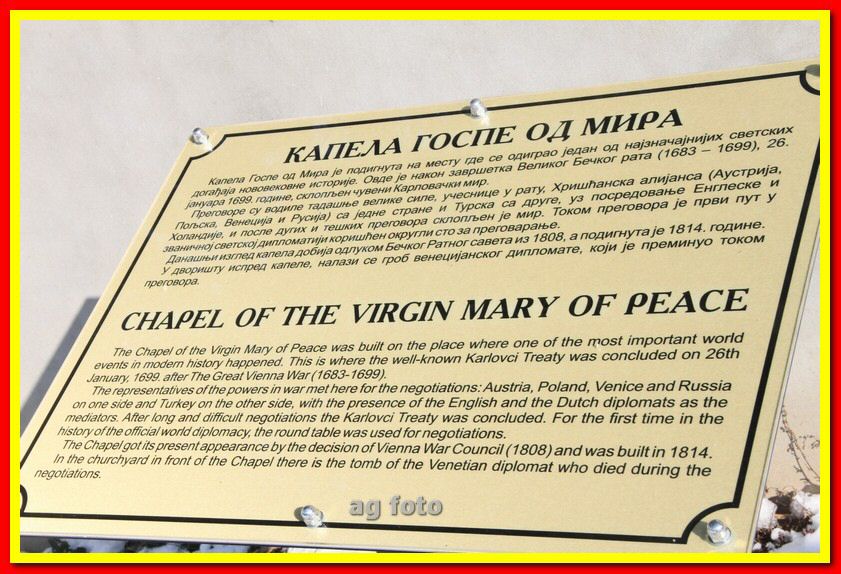 КАПЕЛА ГОСПЕ ОД МИРА
Капела Госпе од Мира је подигнута на месту где се одиграо један од најзначајнијих светских
догађаја нововековне историје. Овде је након завршетка Великог Бечког рата (1683 – 1699), 26.
јануара 1699. године, склопљен чувени Карловачки мир.
Преговоре су водиле тадашње велике силе, учеснице у рату, Хришћанска алијанса (Аустрија,
Пољска, Венеција и Русија) са једне стране и Турска са друге, уз посредовање Енглеске и
Холандије, и после дугих и тешких преговора склопљен је мир. Током преговора је први пут у
званичној светској дипломатији коришћен округли сто за преговарање.
Данашњи изглед капела добија одлуком Бечког Ратног савета из 1808, а подигнута је 1814. године.
У дворишту испред капеле, налази се гроб венецијанског дипломате, који је преминуо током
преговора.
CHAPEL OF THE VIRGIN MARY OF PEACE
The Chapel of the Virgin Mary of Peace was built on the place where one of the most important world
events in modern history happened. This is where the well-known Karlovci Treaty was concluded on 26th
January, 1699. after The Great Vienna War (1683-1699).
The representatives of the powers in war met here for the negotiations: Austria, Poland, Venice and Russia
on one side and Turkey on the other side, with the presence of the English and the Dutch diplomats as the
mediators. After long and difficult negotiations the Karlovci Treaty was concluded. For the first time in the
history of the official world diplomacy, the round table was used for negotiations.
The Chapel got its present appearance by the decision of Vienna War Council (1808) and was built in 1814.
In the churchyard in front of the Chapel there is the tomb of the Venetian diplomat who died during the
negotiations.
ag foto